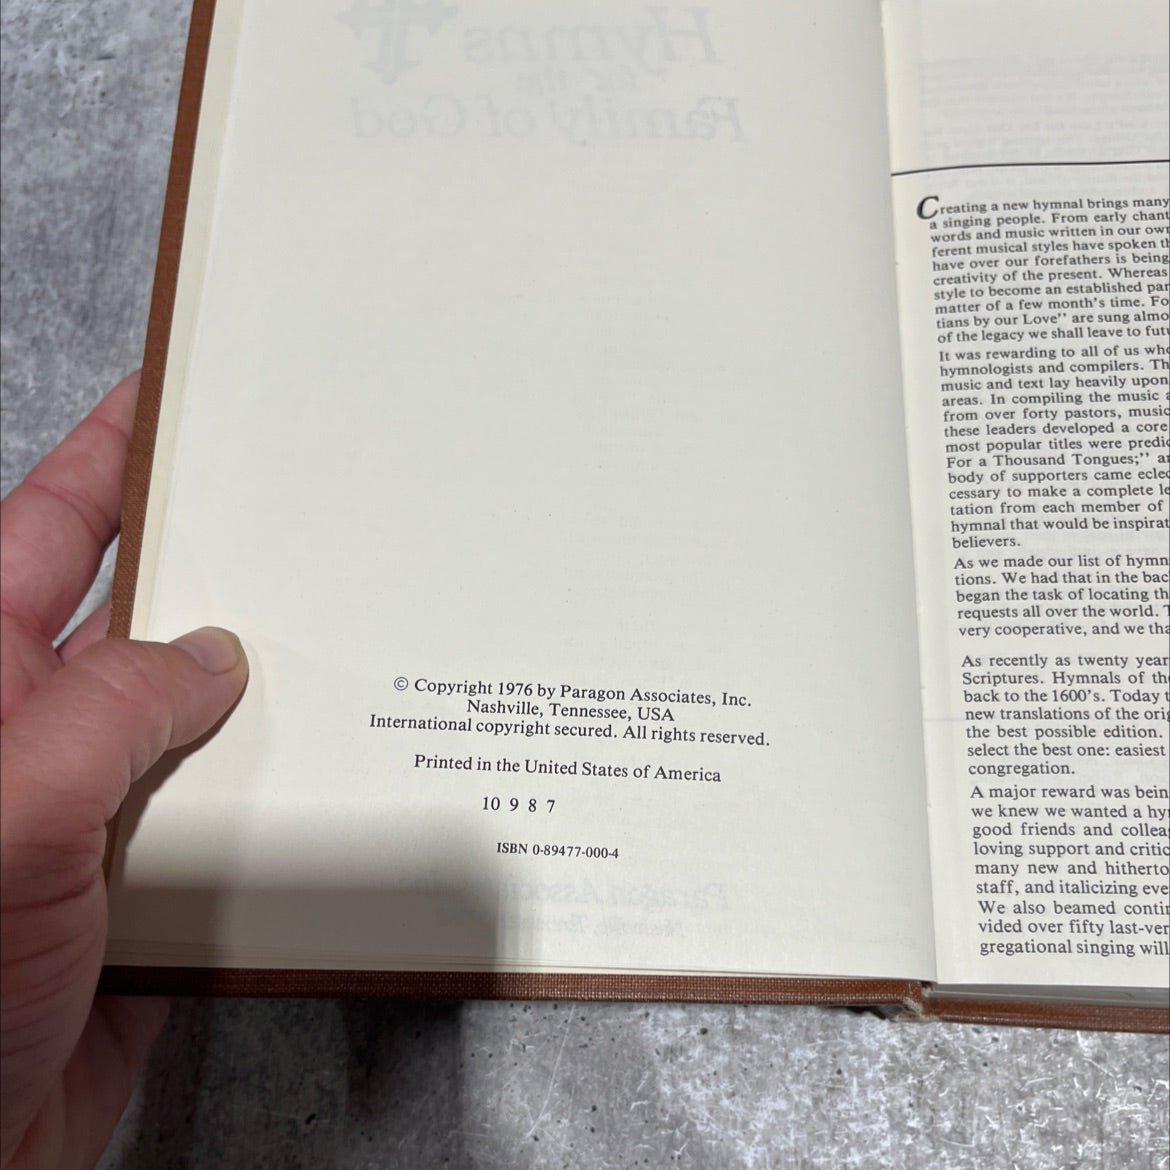 Hymns
for the
Family of God
© Copyright 1976 by Paragon Associates, Inc.
Nashville, Tennessee, USA
International copyright secured. All rights reserved.
Printed in the United States of America
10 9 8 7
ISBN 0-89477-000-4
Creating a new hymnal brings many
a singing people. From early chant
words and music written in our own
ferent musical styles have spoken
have over our forefathers is being
creativity of the present. Whereas
style to become an established par
matter of a few month's time. Fo
tians by our Love" are sung almo
of the legacy we shall leave to futu
It was rewarding to all of us who
hymnologists and compilers. Th
music and text lay heavily upon
areas. In compiling the music
from over forty pastors, music
these leaders developed a core
most popular titles were predic
For a Thousand Tongues;" an
body of supporters came eclec
cessary to make a complete le
tation from each member of
hymnal that would be inspirat
believers.
As we made our list of hymn
tions. We had that in the bac
began the task of locating th
requests all over the world. T
very cooperative, and we tha
As recently as twenty year
Scriptures. Hymnals of th
back to the 1600's. Today t
new translations of the orig
the best possible edition.
select the best one: easiest
congregation.
A major reward was bein
we knew we wanted a hy
good friends and collea
loving support and critic
many new and hitherto
staff, and italicizing eve
We also beamed contin
vided over fifty last-ver
gregational singing will